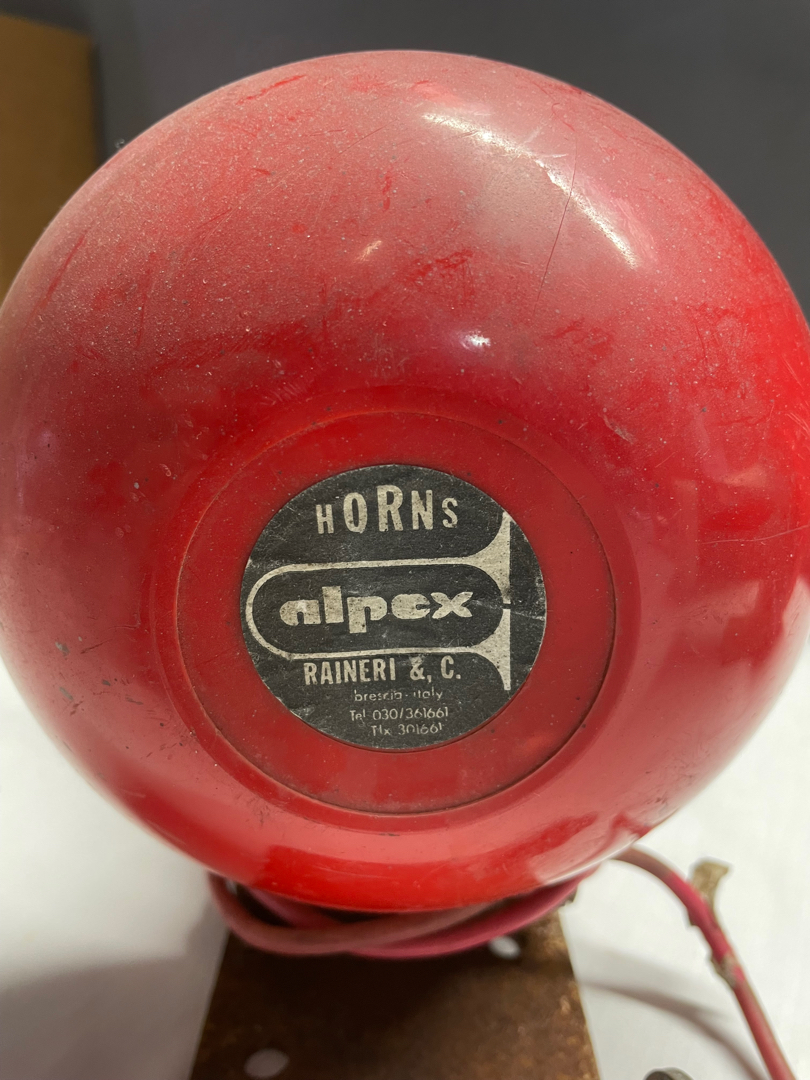 HORNS
alpex
RAINERI &, C.
brescia - italy
Tel 030/361661
Tlx 301661